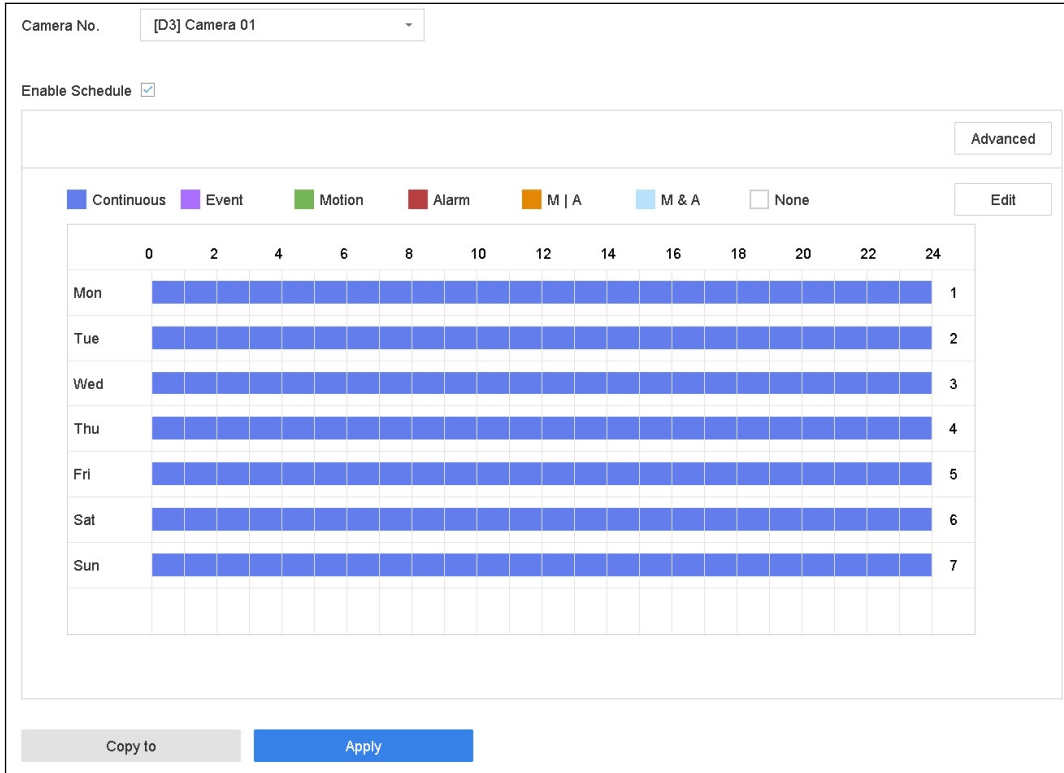 Camera No. [D3] Camera 01
Enable Schedule
Advanced
Continuous Event Motion Alarm M | A M & A None Edit
0 2 4 6 8 10 12 14 16 18 20 22 24
Mon 1
Tue 2
Wed 3
Thu 4
Fri 5
Sat 6
Sun 7
Copy to Apply